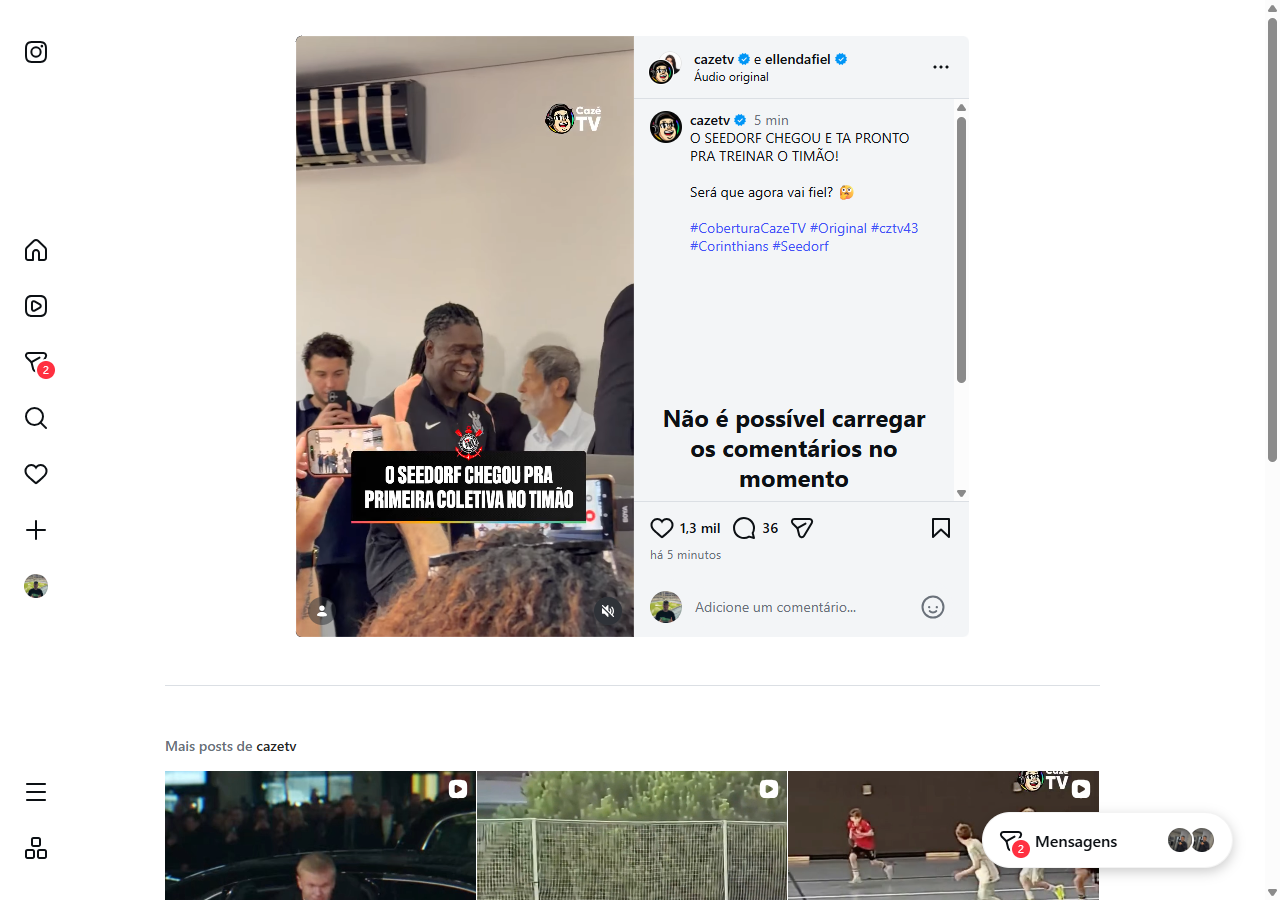 Cazé
TV
O SEEDORF CHEGOU PRA
PRIMEIRA COLETIVA NO TIMÃO
cazetv e ellendafiel
Áudio original
cazetv 5 min
O SEEDORF CHEGOU E TA PRONTO
PRA TREINAR O TIMÃO!
Será que agora vai fiel? 🤔
#CoberturaCazeTV #Original #cztv43
#Corinthians #Seedorf
Não é possível carregar
os comentários no
momento
1,3 mil 36
há 5 minutos
Adicione um comentário...
2
Mais posts de cazetv
TV
2 Mensagens